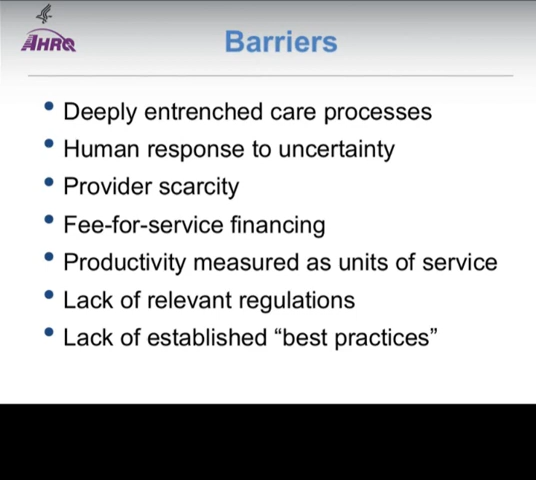 AHRQ
Barriers
• Deeply entrenched care processes
• Human response to uncertainty
• Provider scarcity
• Fee-for-service financing
• Productivity measured as units of service
• Lack of relevant regulations
• Lack of established “best practices”